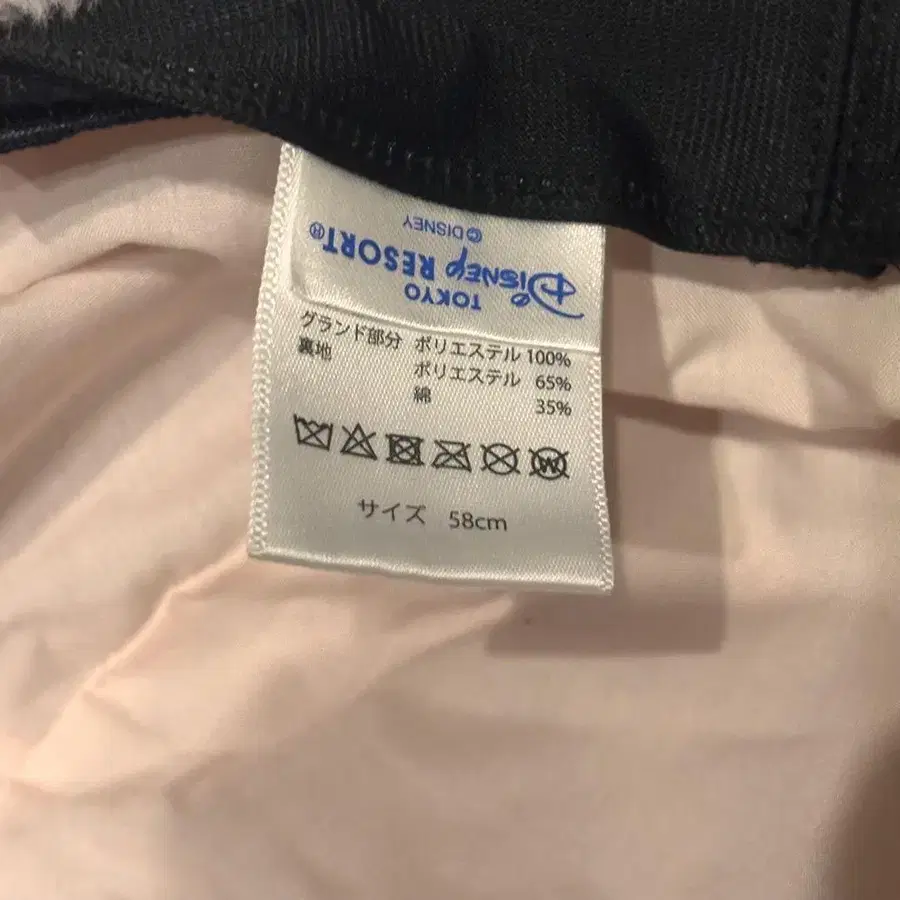 TOKYO
DISNEY RESORT®
© DISNEY
グランド部分 ポリエステル 100%
裏地 ポリエステル 65%
綿 35%
サイズ 58cm